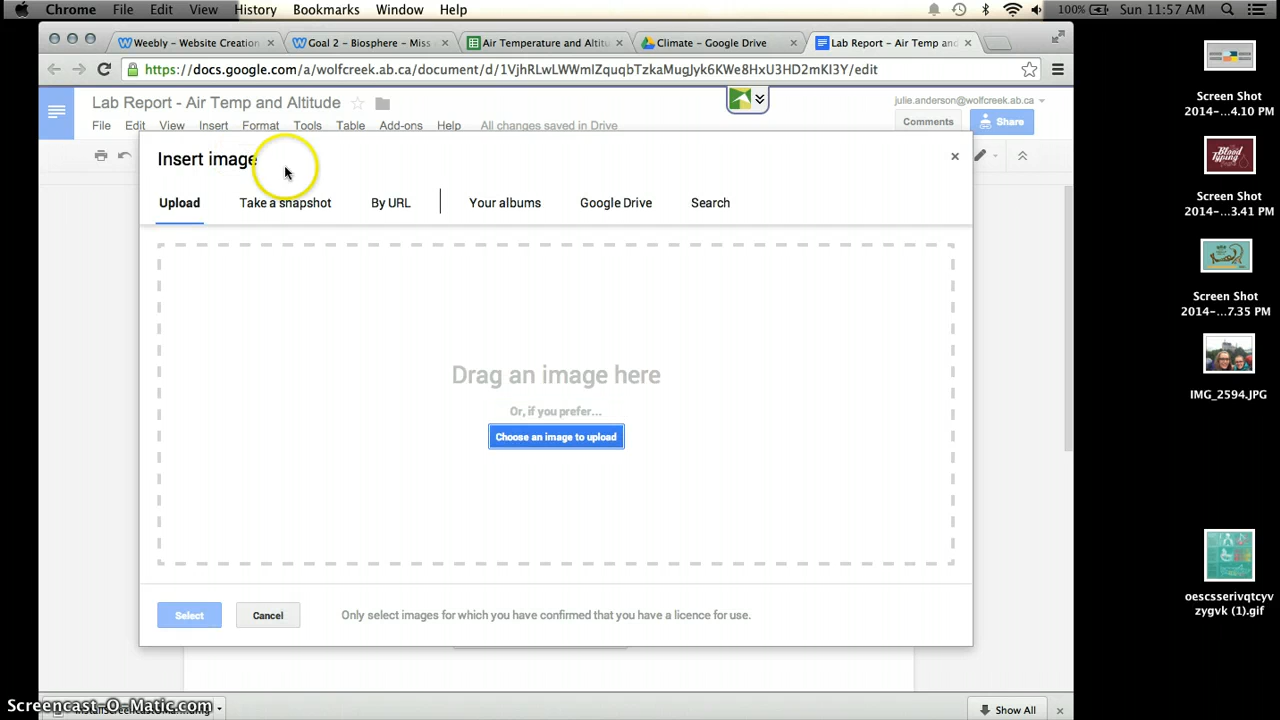 Chrome File Edit View History Bookmarks Window Help 100% Sun 11:57 AM
Weebly - Website Creation Goal 2 - Biosphere - Miss Air Temperature and Altitu Climate - Google Drive Lab Report - Air Temp and
https://docs.google.com/a/wolfcreek.ab.ca/document/d/1VjhRLwLWWmlZquqbTzkaMugJyk6KWe8HxU3HD2mKI3Y/edit
Lab Report - Air Temp and Altitude
julie.anderson@wolfcreek.ab.ca
File Edit View Insert Format Tools Table Add-ons Help All changes saved in Drive
Comments Share
Insert image
Upload Take a snapshot By URL Your albums Google Drive Search
Drag an image here
Or, if you prefer...
Choose an image to upload
Select Cancel Only select images for which you have confirmed that you have a licence for use.
Show All
Screencast-O-Matic.com
Screen Shot
2014-...4.10 PM
Blood
Typing
Screen Shot
2014-...3.41 PM
Screen Shot
2014-...7.35 PM
IMG_2594.JPG
oescsserivqtcyv
zygvk (1).gif